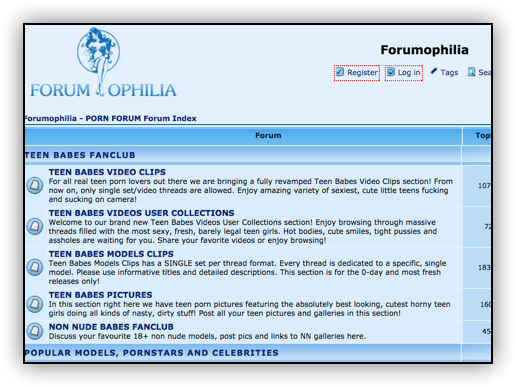 FORUM OPHILIA
Forumophilia
Register Log in Tags Sea
Forumophilia - PORN FORUM Forum Index
Forum Top
TEEN BABES FANCLUB
TEEN BABES VIDEO CLIPS
For all real teen porn lovers out there we are bringing a fully revamped Teen Babes Video Clips section! From
now on, only single set/video threads are allowed. Enjoy amazing variety of sexiest, cute little teens fucking
and sucking on camera!
107
TEEN BABES VIDEOS USER COLLECTIONS
Welcome to our brand new Teen Babes Videos User Collections section! Enjoy browsing through massive
threads filled with the most sexy, fresh, barely legal teen girls. Hot bodies, cute smiles, tight pussies and
assholes are waiting for you. Share your favorite videos or enjoy browsing!
72
TEEN BABES MODELS CLIPS
Teen Babes Models Clips has a SINGLE set per thread format. Every thread is dedicated to a specific, single
model. Please use informative titles and detailed descriptions. This section is for the 0-day and most fresh
releases only!
183
TEEN BABES PICTURES
In this section right here we have teen porn pictures featuring the absolutely best looking, cutest horny teen
girls doing all kinds of nasty, dirty stuff! Post all your teen pictures and galleries in this section!
160
NON NUDE BABES FANCLUB
Discuss your favourite 18+ non nude models, post pics and links to NN galleries here.
45
POPULAR MODELS, PORNSTARS AND CELEBRITIES